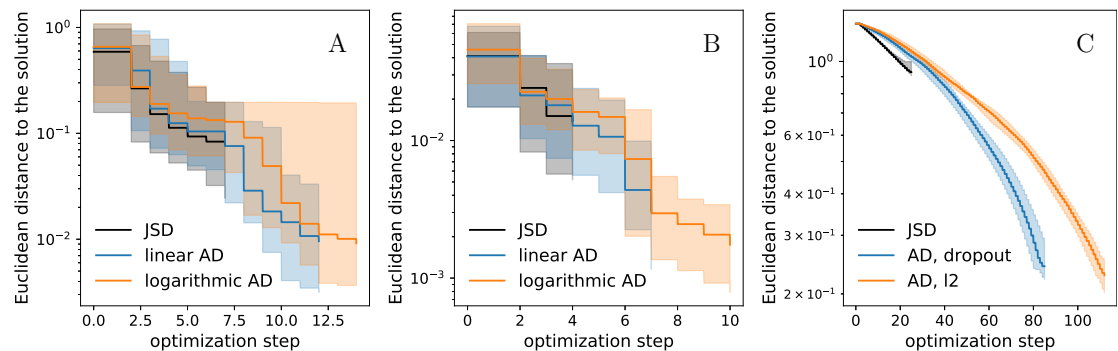 Euclidean distance to the solution
10⁰
10⁻¹
10⁻²
A
JSD
linear AD
logarithmic AD
0.0 2.5 5.0 7.5 10.0 12.5
optimization step
Euclidean distance to the solution
10⁻²
10⁻³
B
JSD
linear AD
logarithmic AD
0 2 4 6 8 10
optimization step
Euclidean distance to the solution
10⁰
6 × 10⁻¹
4 × 10⁻¹
3 × 10⁻¹
2 × 10⁻¹
C
JSD
AD, dropout
AD, l2
0 20 40 60 80 100
optimization step